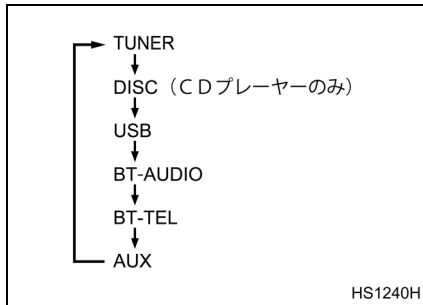 TUNER
DISC（ＣＤプレーヤーのみ）
USB
BT-AUDIO
BT-TEL
AUX
HS1240H